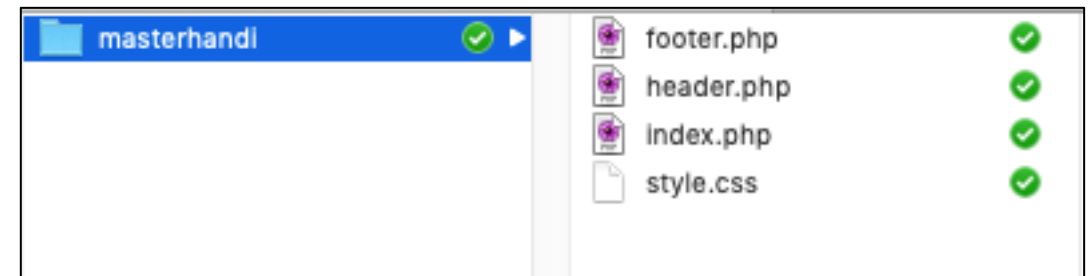 masterhandi
footer.php
header.php
index.php
style.css